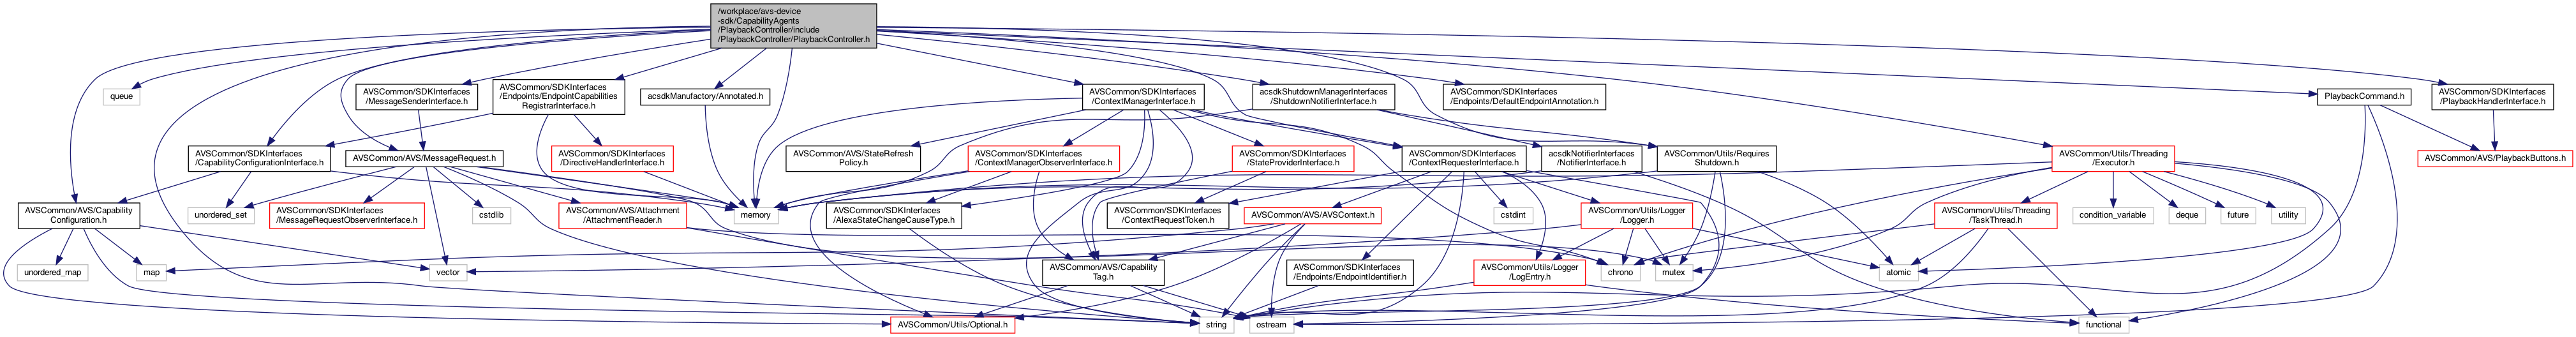 /workplace/avs-device
-sdk/CapabilityAgents
/PlaybackController/include
/PlaybackController/PlaybackController.h
queue
AVSCommon/SDKInterfaces
/MessageSenderInterface.h
AVSCommon/SDKInterfaces
/Endpoints/EndpointCapabilities
RegistrarInterface.h
acsdkManufactory/Annotated.h
AVSCommon/SDKInterfaces
/ContextManagerInterface.h
acsdkShutdownManagerInterfaces
/ShutdownNotifierInterface.h
AVSCommon/SDKInterfaces
/Endpoints/DefaultEndpointAnnotation.h
PlaybackCommand.h
AVSCommon/SDKInterfaces
/PlaybackHandlerInterface.h
AVSCommon/SDKInterfaces
/CapabilityConfigurationInterface.h
AVSCommon/AVS/MessageRequest.h
AVSCommon/SDKInterfaces
/DirectiveHandlerInterface.h
AVSCommon/AVS/StateRefresh
Policy.h
AVSCommon/SDKInterfaces
/ContextManagerObserverInterface.h
AVSCommon/SDKInterfaces
/StateProviderInterface.h
AVSCommon/SDKInterfaces
/ContextRequesterInterface.h
acsdkNotifierInterfaces
/NotifierInterface.h
AVSCommon/Utils/Requires
Shutdown.h
AVSCommon/Utils/Threading
/Executor.h
AVSCommon/AVS/PlaybackButtons.h
AVSCommon/AVS/Capability
Configuration.h
unordered_set
AVSCommon/SDKInterfaces
/MessageRequestObserverInterface.h
cstdlib
AVSCommon/AVS/Attachment
/AttachmentReader.h
memory
AVSCommon/SDKInterfaces
/AlexaStateChangeCauseType.h
AVSCommon/SDKInterfaces
/ContextRequestToken.h
AVSCommon/AVS/AVSContext.h
cstdint
AVSCommon/Utils/Logger
/Logger.h
AVSCommon/Utils/Threading
/TaskThread.h
condition_variable
deque
future
utility
unordered_map
map
vector
AVSCommon/AVS/Capability
Tag.h
AVSCommon/SDKInterfaces
/Endpoints/EndpointIdentifier.h
AVSCommon/Utils/Logger
/LogEntry.h
chrono
mutex
atomic
AVSCommon/Utils/Optional.h
string
ostream
functional